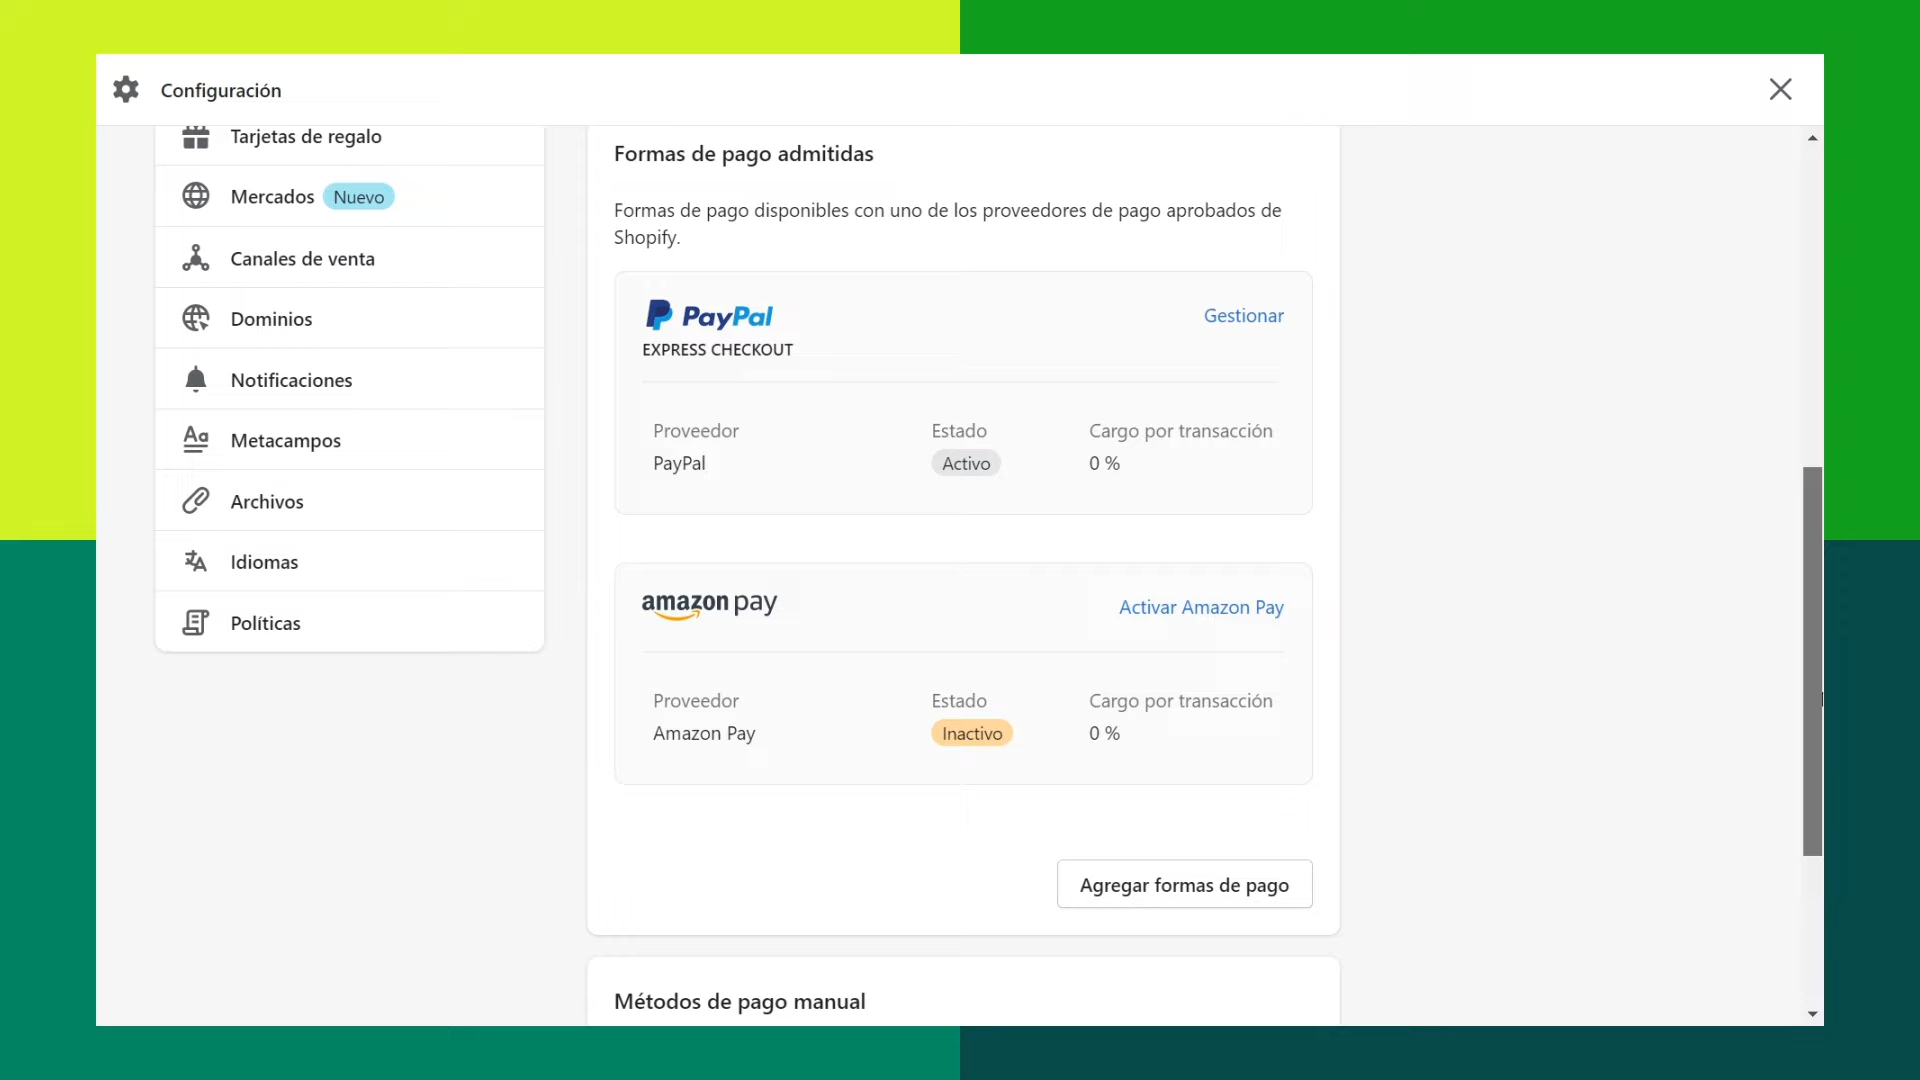 Configuración
Tarjetas de regalo
Mercados Nuevo
Canales de venta
Dominios
Notificaciones
Metacampos
Archivos
Idiomas
Políticas
Formas de pago admitidas
Formas de pago disponibles con uno de los proveedores de pago aprobados de
Shopify.
PayPal
Gestionar
EXPRESS CHECKOUT
Proveedor Estado Cargo por transacción
PayPal Activo 0 %
amazon pay
Activar Amazon Pay
Proveedor Estado Cargo por transacción
Amazon Pay Inactivo 0 %
Agregar formas de pago
Métodos de pago manual